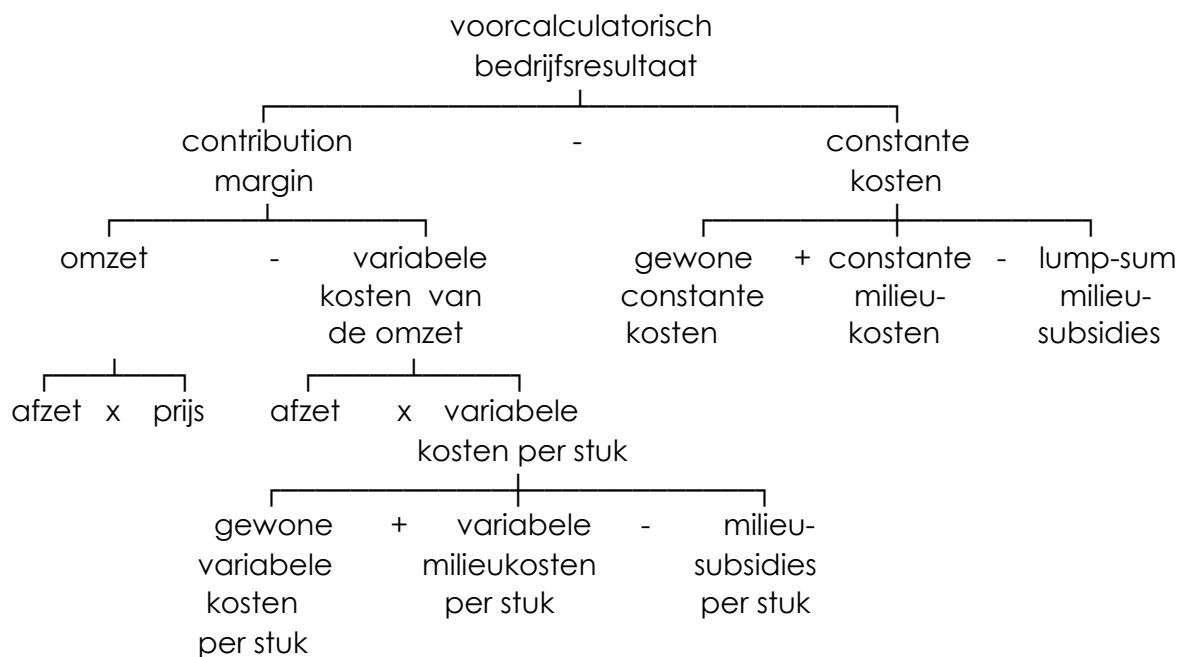 voorcalculatorisch
bedrijfsresultaat
contribution - constante
margin kosten
omzet - variabele gewone + constante - lump-sum
kosten van constante milieu- milieu-
de omzet kosten kosten subsidies
afzet x prijs afzet x variabele
kosten per stuk
gewone + variabele - milieu-
variabele milieukosten subsidies
kosten per stuk per stuk
per stuk